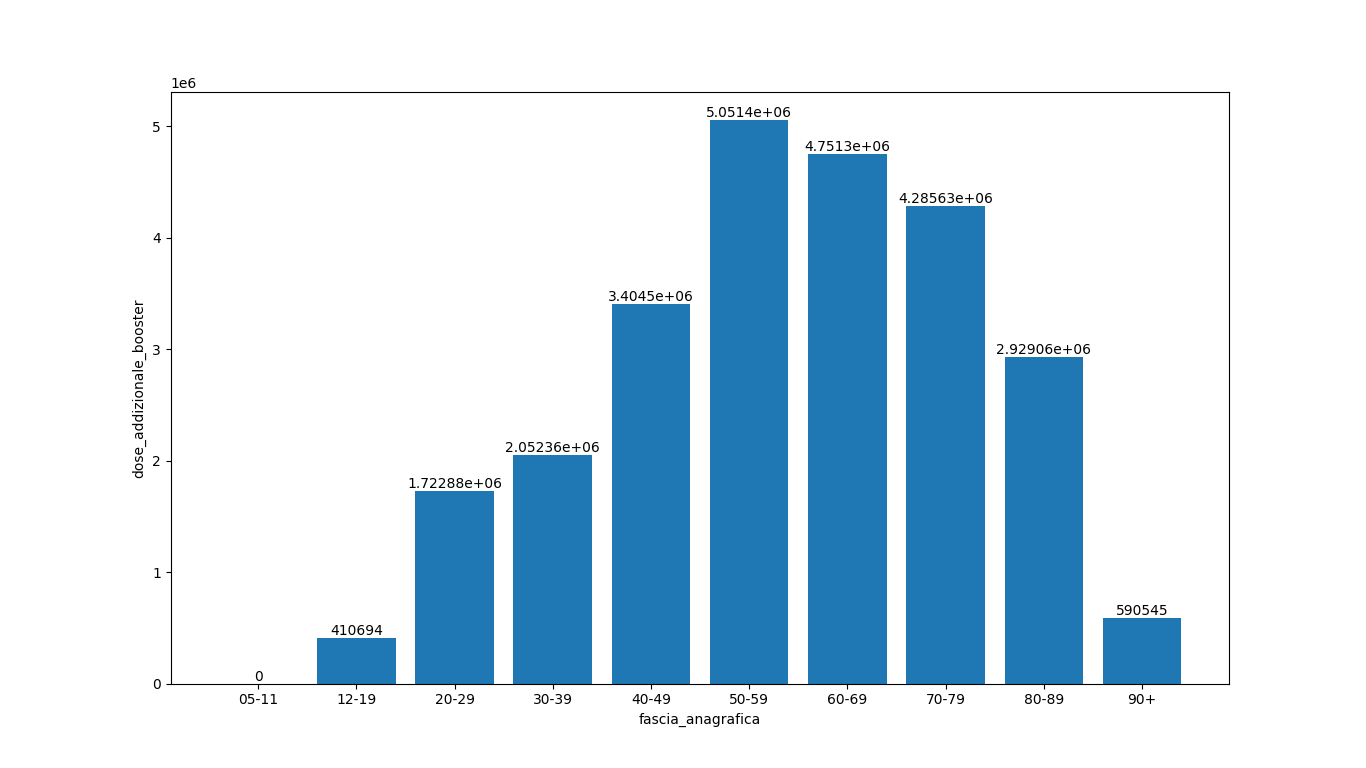 1e6
5.0514e+06
5
4.7513e+06
4.28563e+06
4
3.4045e+06
2.92906e+06
3
dose_addizionale_booster
2.05236e+06
2
1.72288e+06
1
590545
410694
0
0
05-11 12-19 20-29 30-39 40-49 50-59 60-69 70-79 80-89 90+
fascia_anagrafica